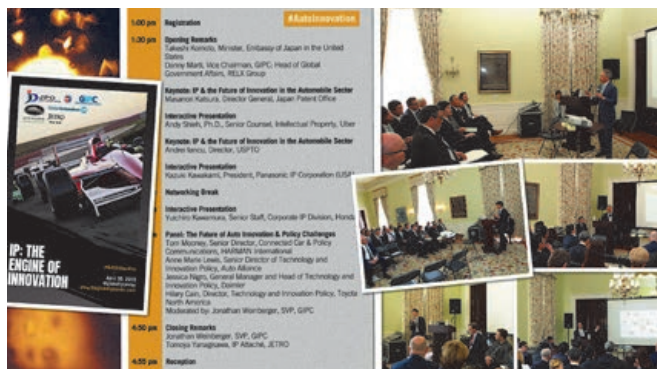 #AutoInnovation
1:00 pm Registration
1:30 pm Opening Remarks
Takeshi Komoto, Minister, Embassy of Japan in the United
States
Danny Marti, Vice Chairman, GIPC; Head of Global
Government Affairs, RELX Group
Keynote: IP & the Future of Innovation in the Automobile Sector
Masanori Katsura, Director General, Japan Patent Office
Interactive Presentation
Andy Shieh, Ph.D., Senior Counsel, Intellectual Property, Uber
Keynote: IP & the Future of Innovation in the Automobile Sector
Andrei Iancu, Director, USPTO
Interactive Presentation
Kazuki Kawakami, President, Panasonic IP Corporation (USA)
Networking Break
Interactive Presentation
Yuichiro Kawamura, Senior Staff, Corporate IP Division, Honda
Panel: The Future of Auto Innovation & Policy Challenges
Tom Mooney, Senior Director, Connected Car & Policy
Communications, HARMAN International
Anne Marie Lewis, Senior Director of Technology and
Innovation Policy, Auto Alliance
Jessica Nigro, General Manager and Head of Technology and
Innovation Policy, Daimler
Hilary Cain, Director, Technology and Innovation Policy, Toyota
North America
Moderated by: Jonathan Weinberger, SVP, GIPC
4:50 pm Closing Remarks
Jonathan Weinberger, SVP, GIPC
Tomoya Yanagisawa, IP Attaché, JETRO
4:55 pm Reception
GIPC
JETRO
IP: THE
ENGINE OF
INNOVATION